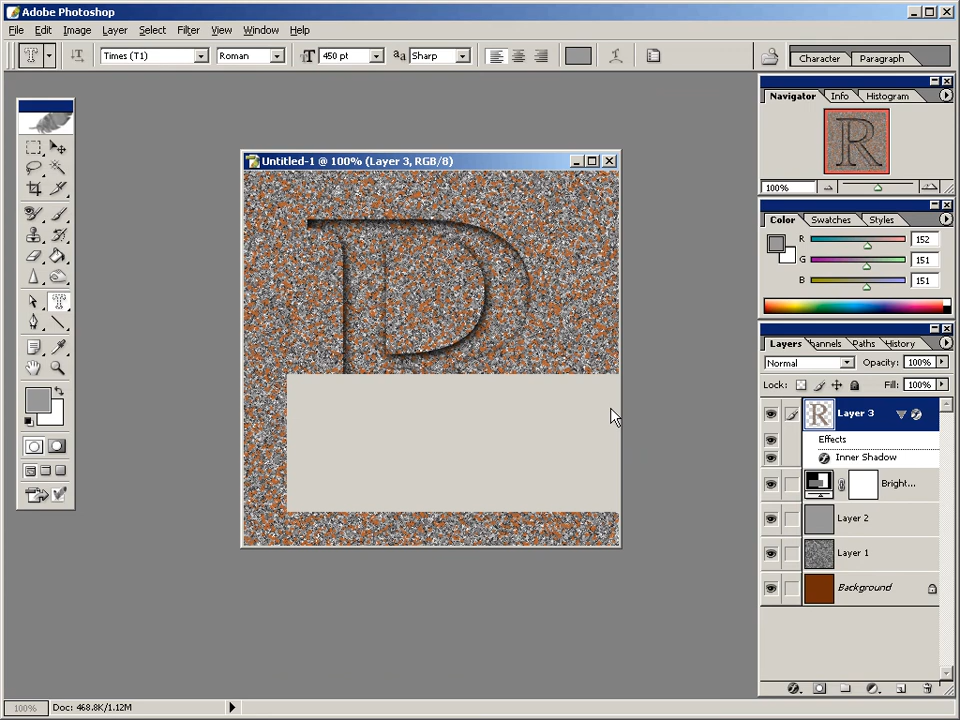 Adobe Photoshop
File Edit Image Layer Select Filter View Window Help
Times (T1) Roman 450 pt Sharp Character Paragraph
Navigator Info Histogram
100%
Color Swatches Styles
R 152
G 151
B 151
Layers Channels Paths History
Normal Opacity: 100%
Lock: Fill: 100%
Layer 3
Effects
Inner Shadow
Bright...
Layer 2
Layer 1
Background
Untitled-1 @ 100% (Layer 3, RGB/8)
R
100% Doc: 468.8K/1.12M